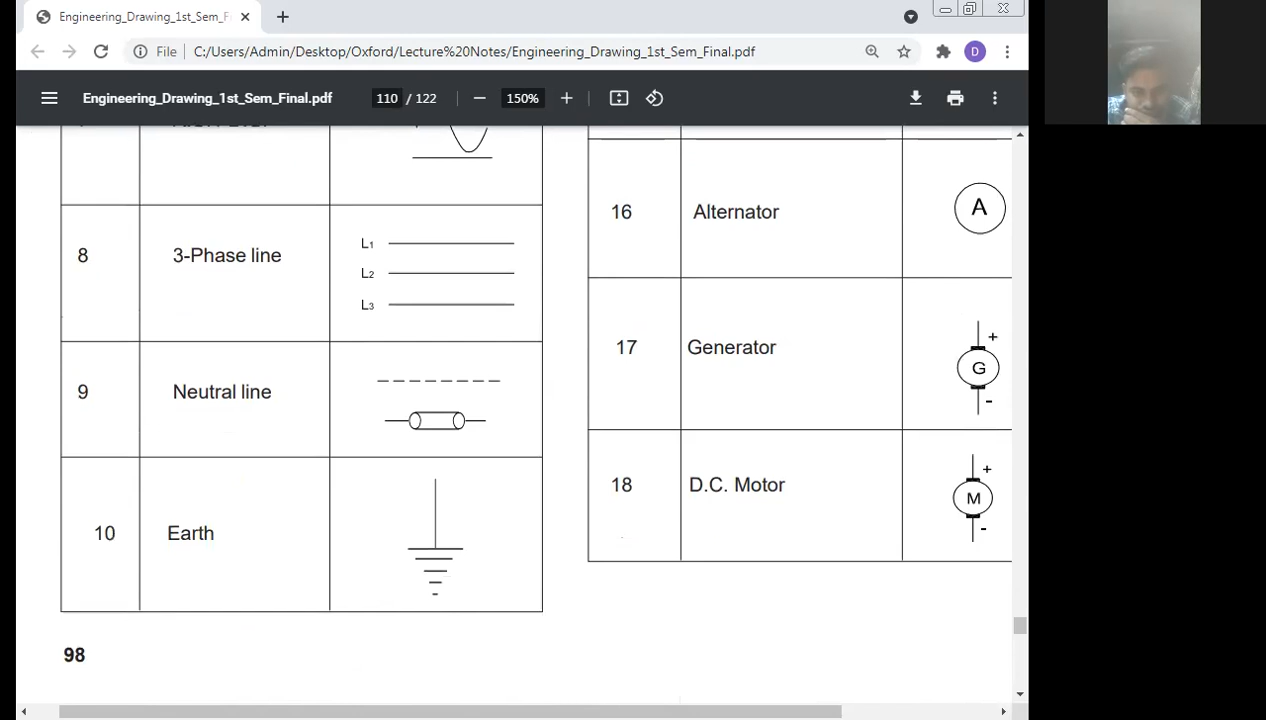 Engineering_Drawing_1st_Sem_F
File C:/Users/Admin/Desktop/Oxford/Lecture%20Notes/Engineering_Drawing_1st_Sem_Final.pdf
D
Engineering_Drawing_1st_Sem_Final.pdf
110 / 122
150%
8 3-Phase line
L1
L2
L3
9 Neutral line
10 Earth
98
16 Alternator
A
17 Generator
+
G
-
18 D.C. Motor
+
M
-